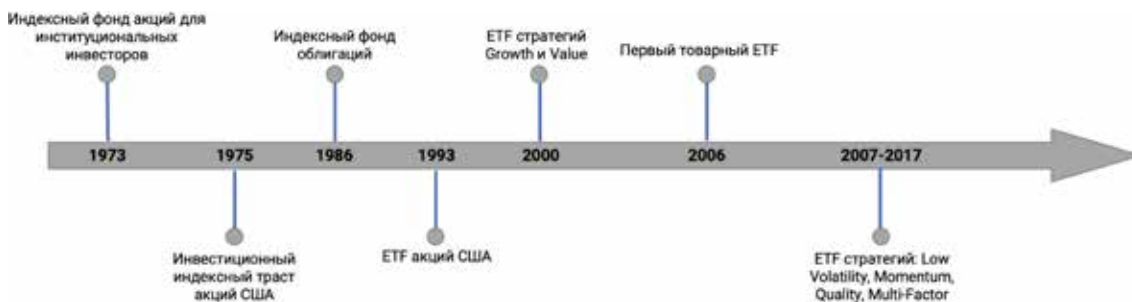 Индексный фонд акций для
институциональных
инвесторов
Индексный фонд
облигаций
ETF стратегий
Growth и Value
Первый товарный ETF
1973
1975
1986
1993
2000
2006
2007-2017
Инвестиционный
индексный траст
акций США
ETF акций США
ETF стратегий: Low
Volatility, Momentum,
Quality, Multi-Factor